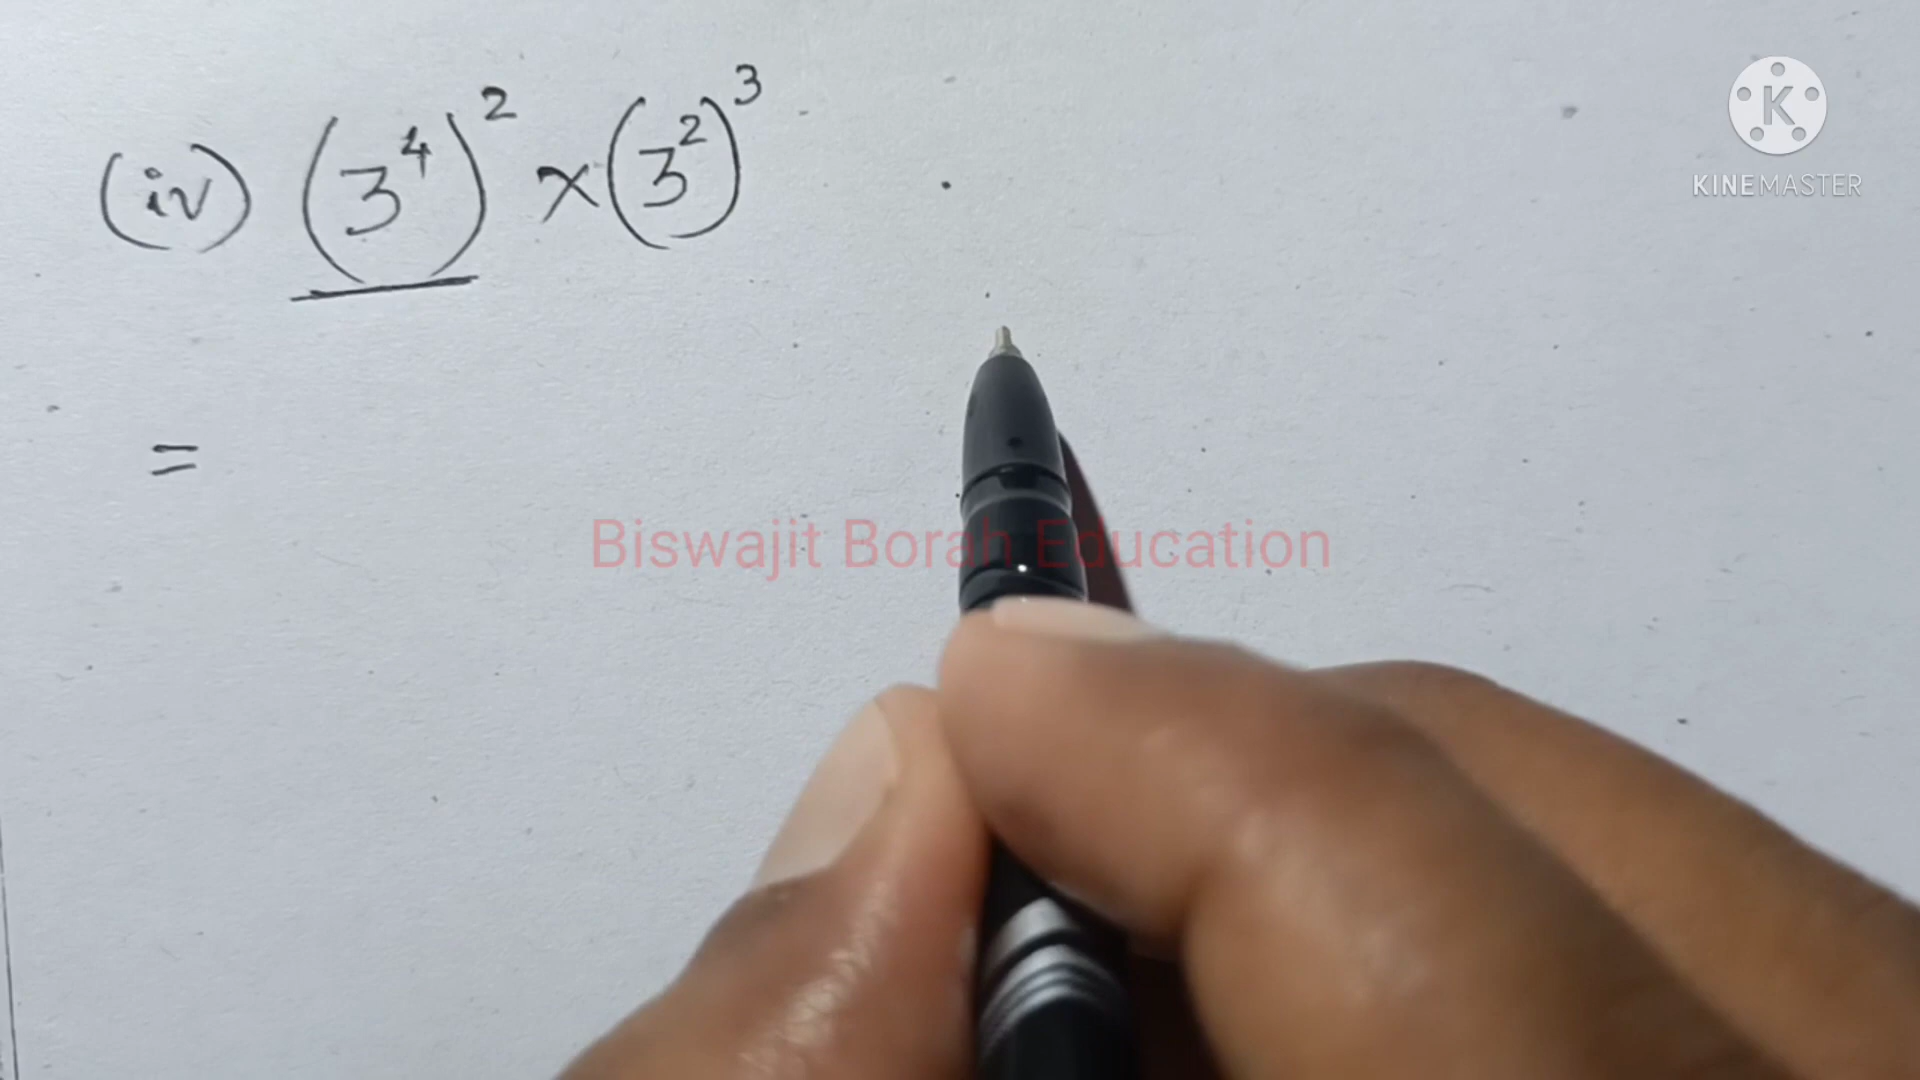 (iv) (3⁴)² × (3²)³
KINEMASTER
=
Biswajit Borah Education